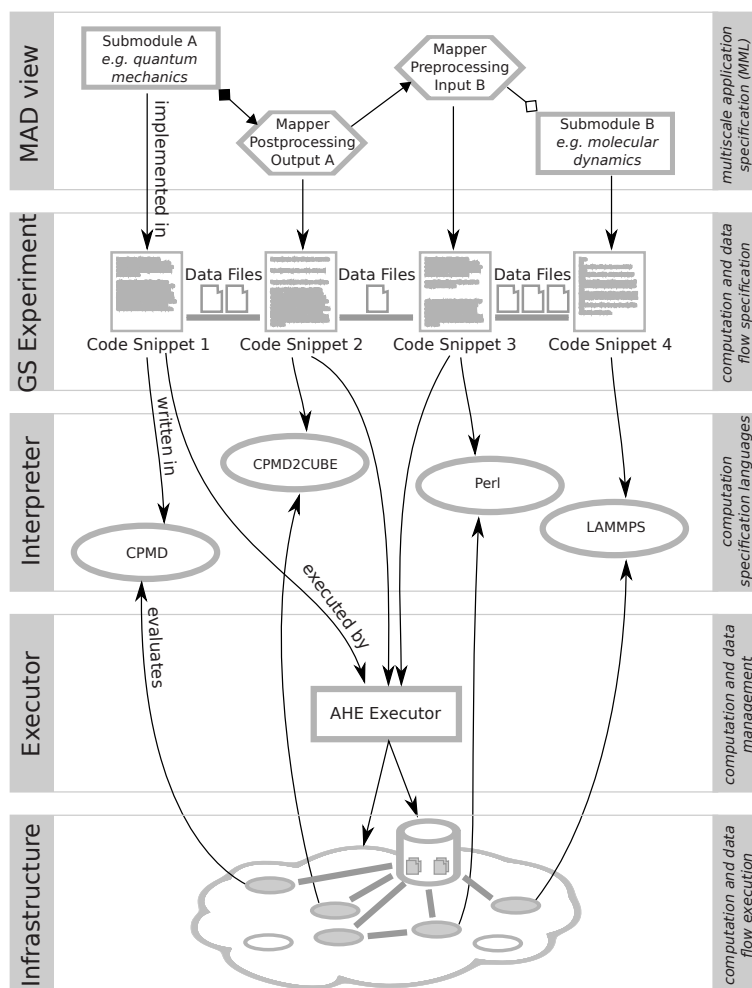 MAD view
Submodule A
e.g. quantum
mechanics
Mapper
Postprocessing
Output A
Mapper
Preprocessing
Input B
Submodule B
e.g. molecular
dynamics
multiscale application
specification (MML)
implemented in
GS Experiment
Data Files
Data Files
Data Files
Code Snippet 1
Code Snippet 2
Code Snippet 3
Code Snippet 4
computation and data
flow specification
Interpreter
written in
CPMD2CUBE
Perl
CPMD
LAMMPS
computation
specification languages
executed by
evaluates
Executor
AHE Executor
computation and data
management
Infrastructure
computation and data
flow execution